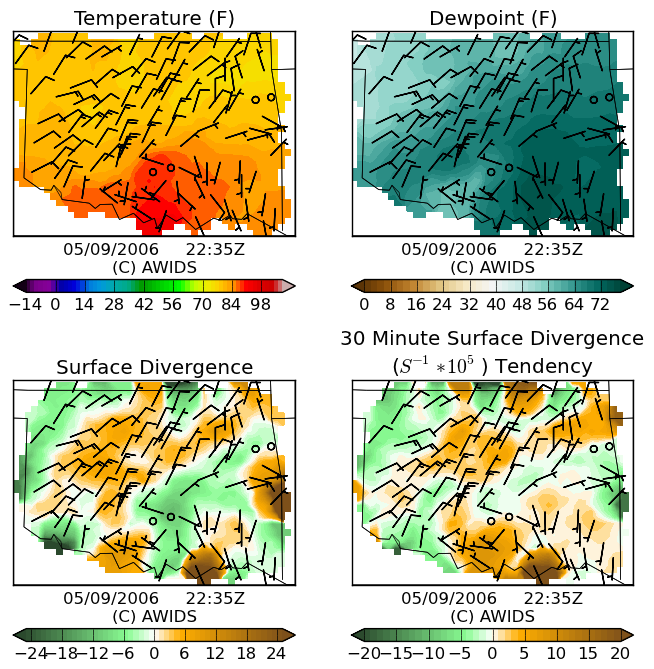 Temperature (F)
Dewpoint (F)
05/09/2006 22:35Z
(C) AWIDS
05/09/2006 22:35Z
(C) AWIDS
−14 0 14 28 42 56 70 84 98
0 8 16 24 32 40 48 56 64 72
Surface Divergence
30 Minute Surface Divergence
(S⁻¹ *10⁵ ) Tendency
05/09/2006 22:35Z
(C) AWIDS
05/09/2006 22:35Z
(C) AWIDS
−24 −18 −12 −6 0 6 12 18 24
−20 −15 −10 −5 0 5 10 15 20